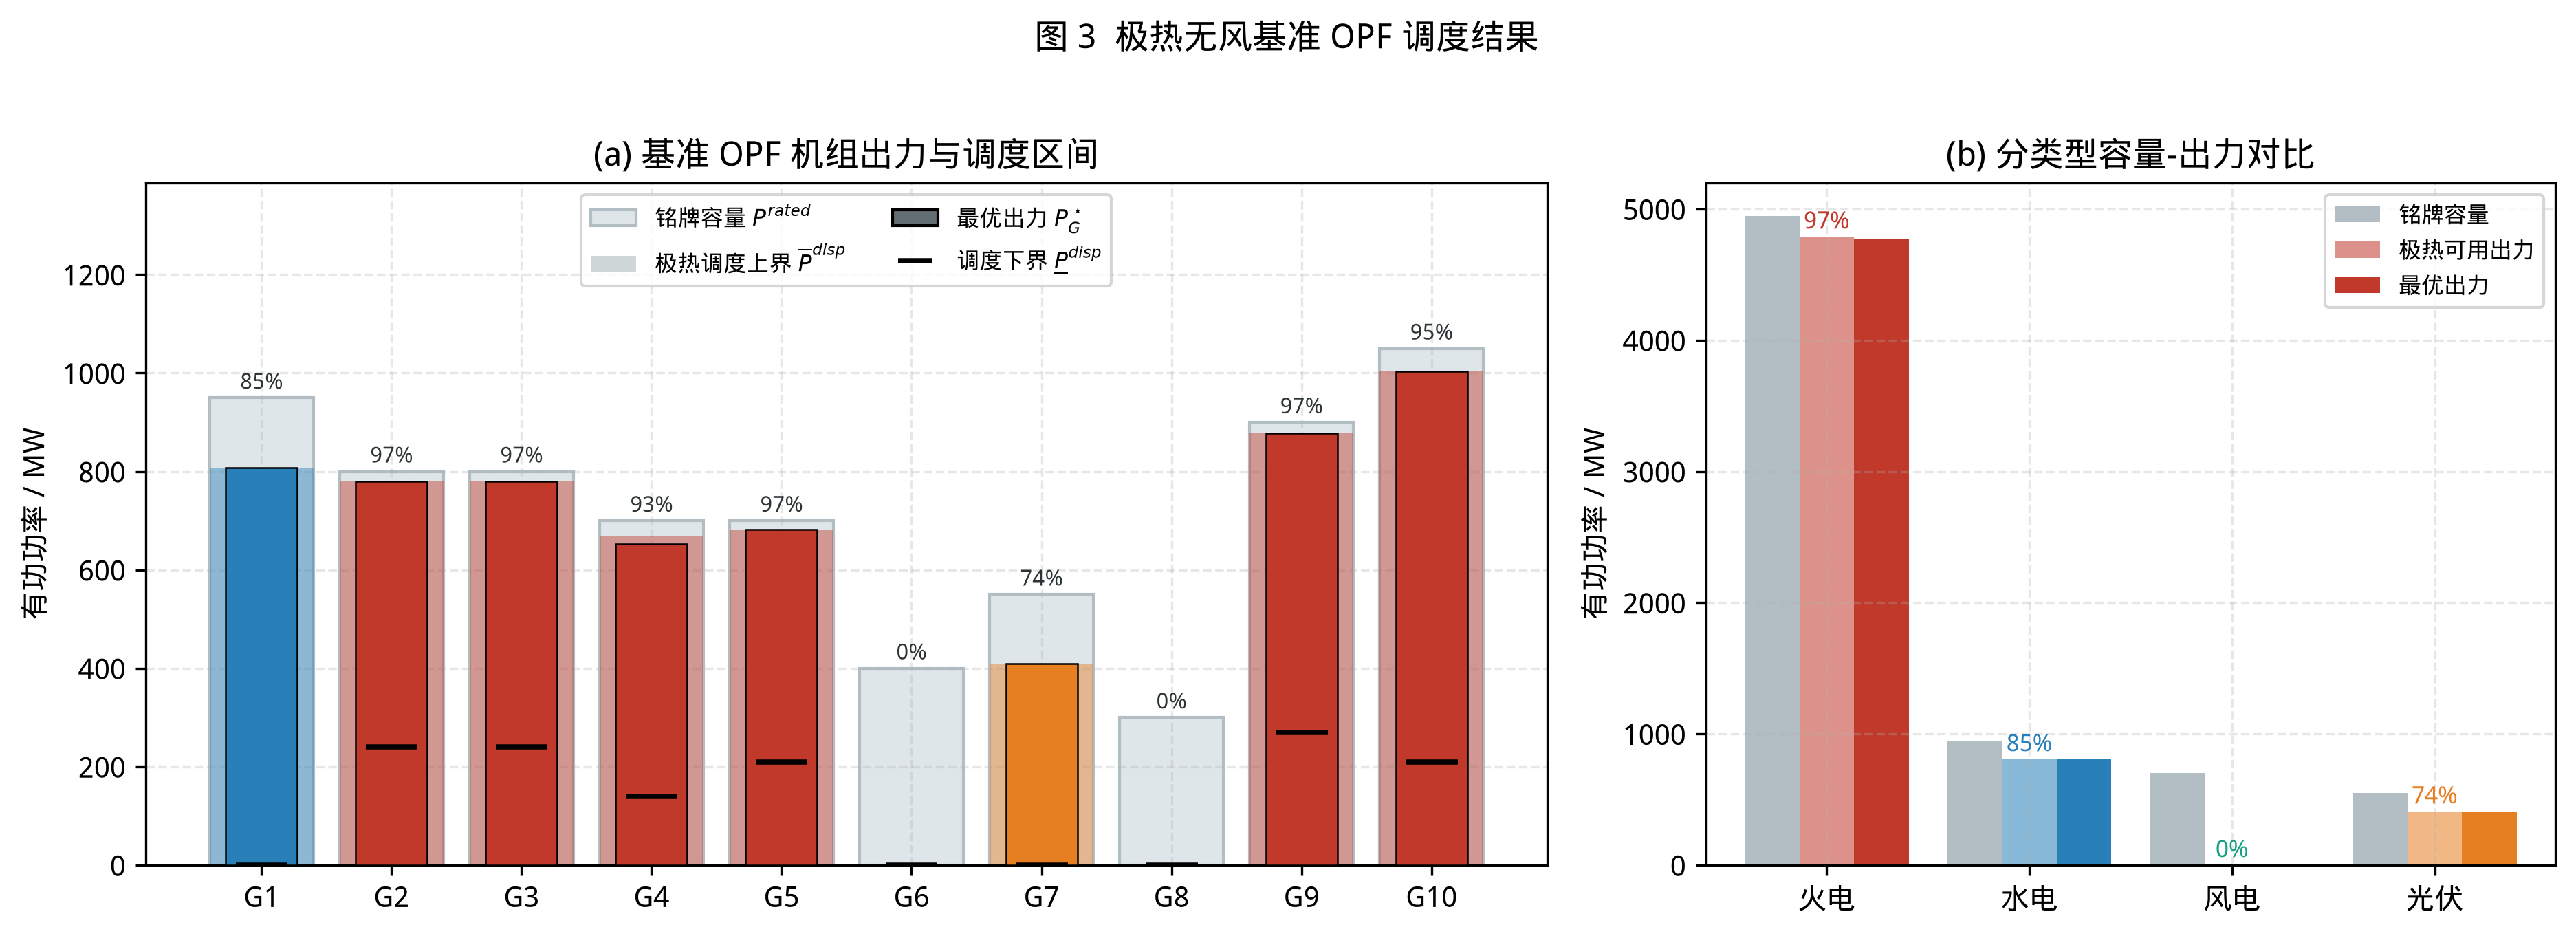 图 3 极热无风基准 OPF 调度结果
(a) 基准 OPF 机组出力与调度区间
有功功率 / MW
1200
1000
800
600
400
200
0
铭牌容量 P^rated
极热调度上界 P̅^disp
最优出力 P_G^⋆
调度下界 P̲^disp
85%
97%
97%
93%
97%
0%
74%
0%
97%
95%
G1 G2 G3 G4 G5 G6 G7 G8 G9 G10
(b) 分类型容量-出力对比
有功功率 / MW
5000
4000
3000
2000
1000
0
铭牌容量
极热可用出力
最优出力
97%
85%
0%
74%
火电 水电 风电 光伏